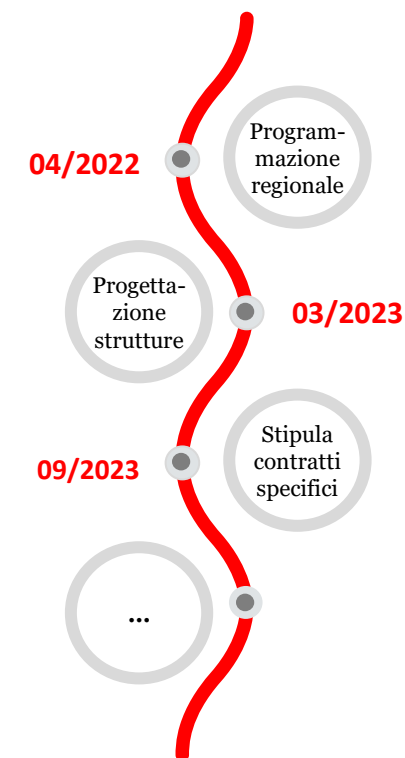 04/2022
Program-
mazione
regionale
Progetta-
zione
strutture
03/2023
09/2023
Stipula
contratti
specifici
...